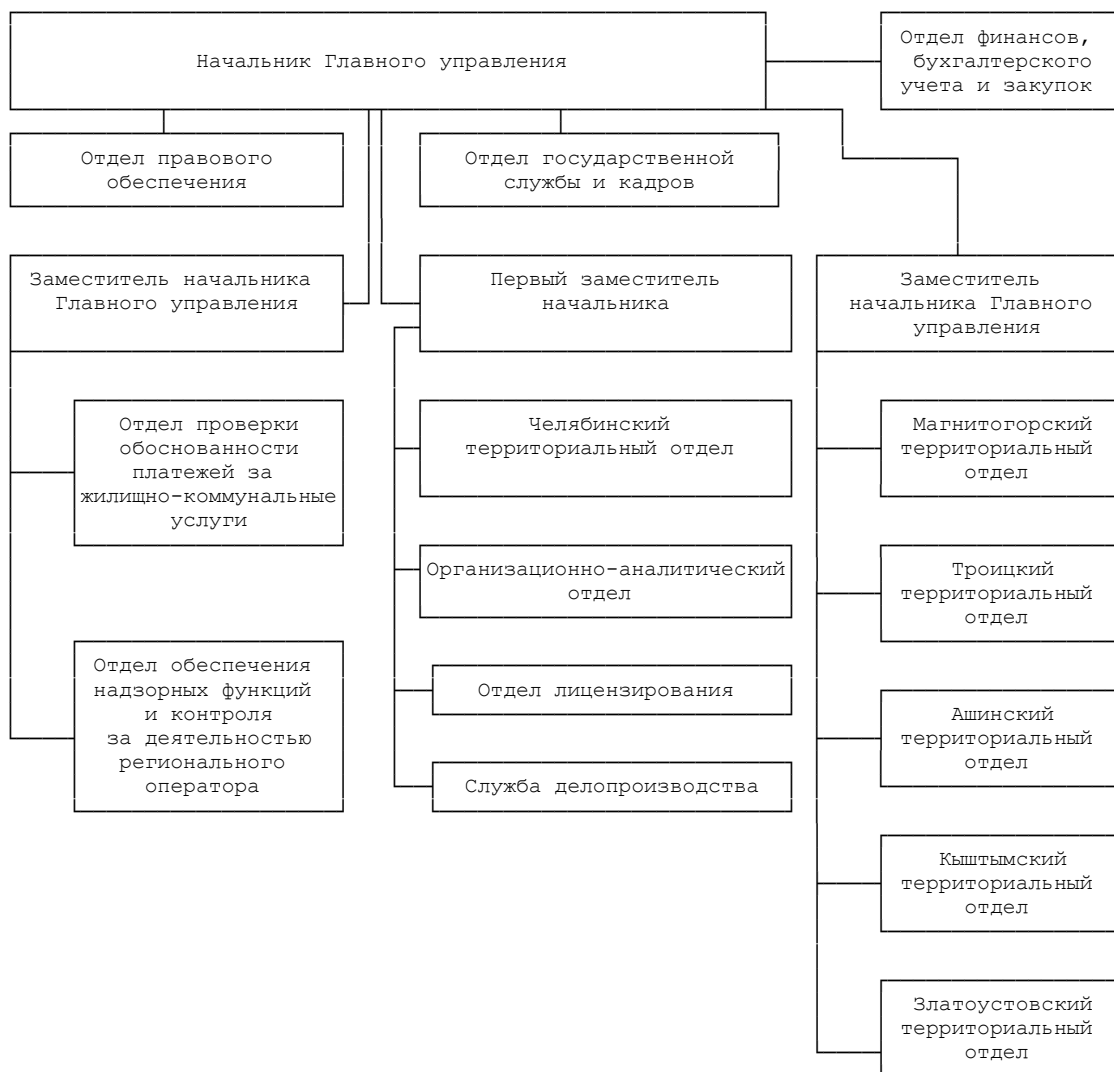 Начальник Главного управления
Отдел финансов,
бухгалтерского
учета и закупок
Отдел правового
обеспечения
Отдел государственной
службы и кадров
Заместитель начальника
Главного управления
Первый заместитель
начальника
Заместитель
начальника Главного
управления
Отдел проверки
обоснованности
платежей за
жилищно-коммунальные
услуги
Отдел обеспечения
надзорных функций
и контроля
за деятельностью
регионального
оператора
Челябинский
территориальный отдел
Организационно-аналитический
отдел
Отдел лицензирования
Служба делопроизводства
Магнитогорский
территориальный
отдел
Троицкий
территориальный
отдел
Ашинский
территориальный
отдел
Кыштымский
территориальный
отдел
Златоустовский
территориальный
отдел